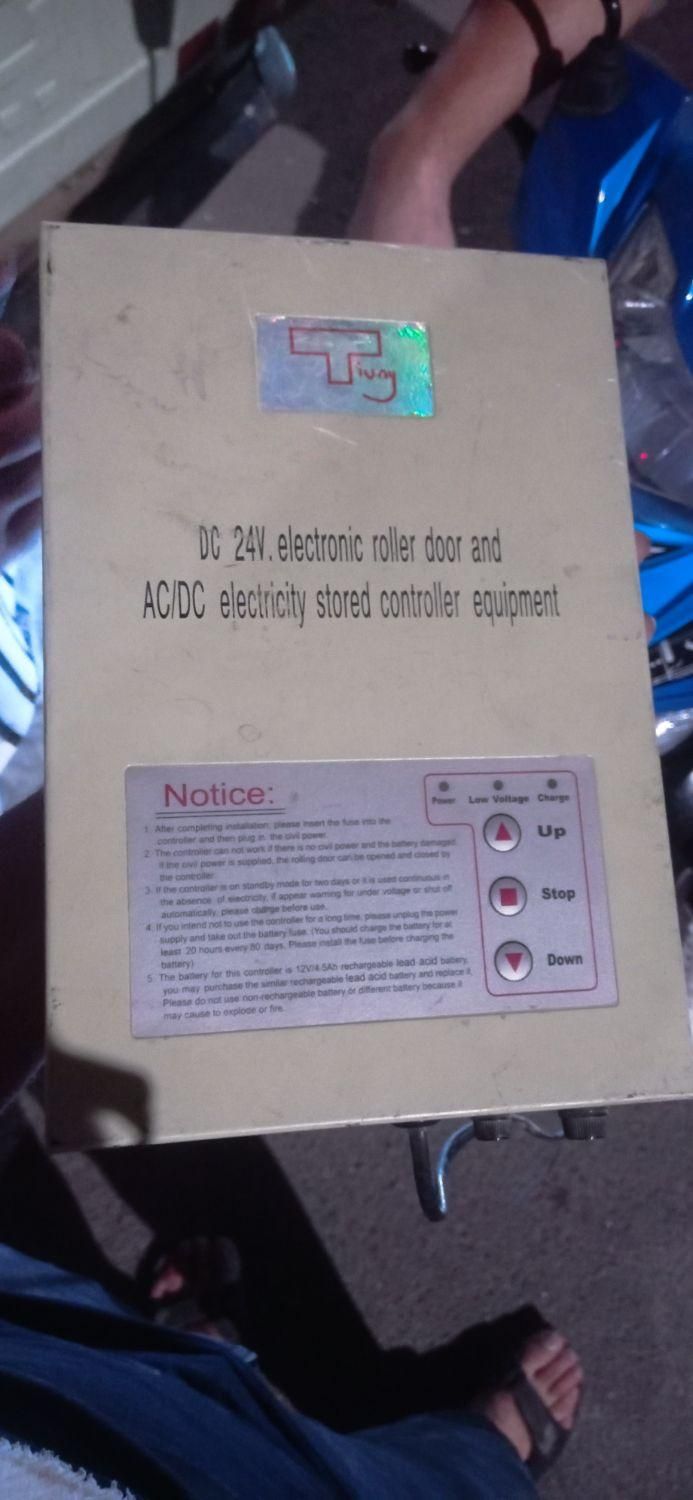 Tiuny
DC 24V. electronic roller door and
AC/DC electricity stored controller equipment
Notice:
1. After completing installation, please insert the fuse into the
controller and then plug in the civil power.
2. The controller can not work if there is no civil power and the battery damaged.
If the civil power is supplied, the rolling door can be opened and closed by
the controller.
3. If the controller is on standby mode for two days or it is used continuous in
the absence of electricity, if appear warning for under voltage or shut off
automatically, please charge before use.
4. If you intend not to use the controller for a long time, please unplug the power
supply and take out the battery fuse. (You should charge the battery for at
least 20 hours every 80 days. Please install the fuse before charging the
battery)
5. The battery for this controller is 12V/4.5Ah rechargeable lead acid battery,
you may purchase the similar rechargeable lead acid battery and replace it,
Please do not use non-rechargeable battery or different battery because it
may cause to explode or fire.
Power Low Voltage Charge
Up
Stop
Down